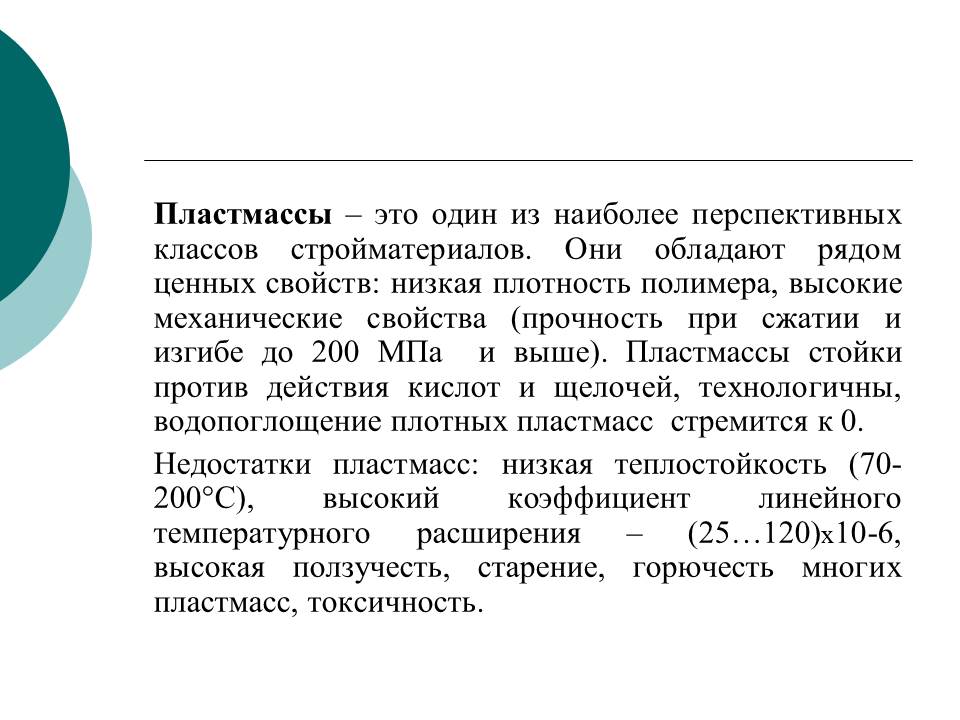 Пластмассы – это один из наиболее перспективных
классов стройматериалов. Они обладают рядом
ценных свойств: низкая плотность полимера, высокие
механические свойства (прочность при сжатии и
изгибе до 200 МПа и выше). Пластмассы стойки
против действия кислот и щелочей, технологичны,
водопоглощение плотных пластмасс стремится к 0.
Недостатки пластмасс: низкая теплостойкость (70-
200°С), высокий коэффициент линейного
температурного расширения – (25…120)х10-6,
высокая ползучесть, старение, горючесть многих
пластмасс, токсичность.